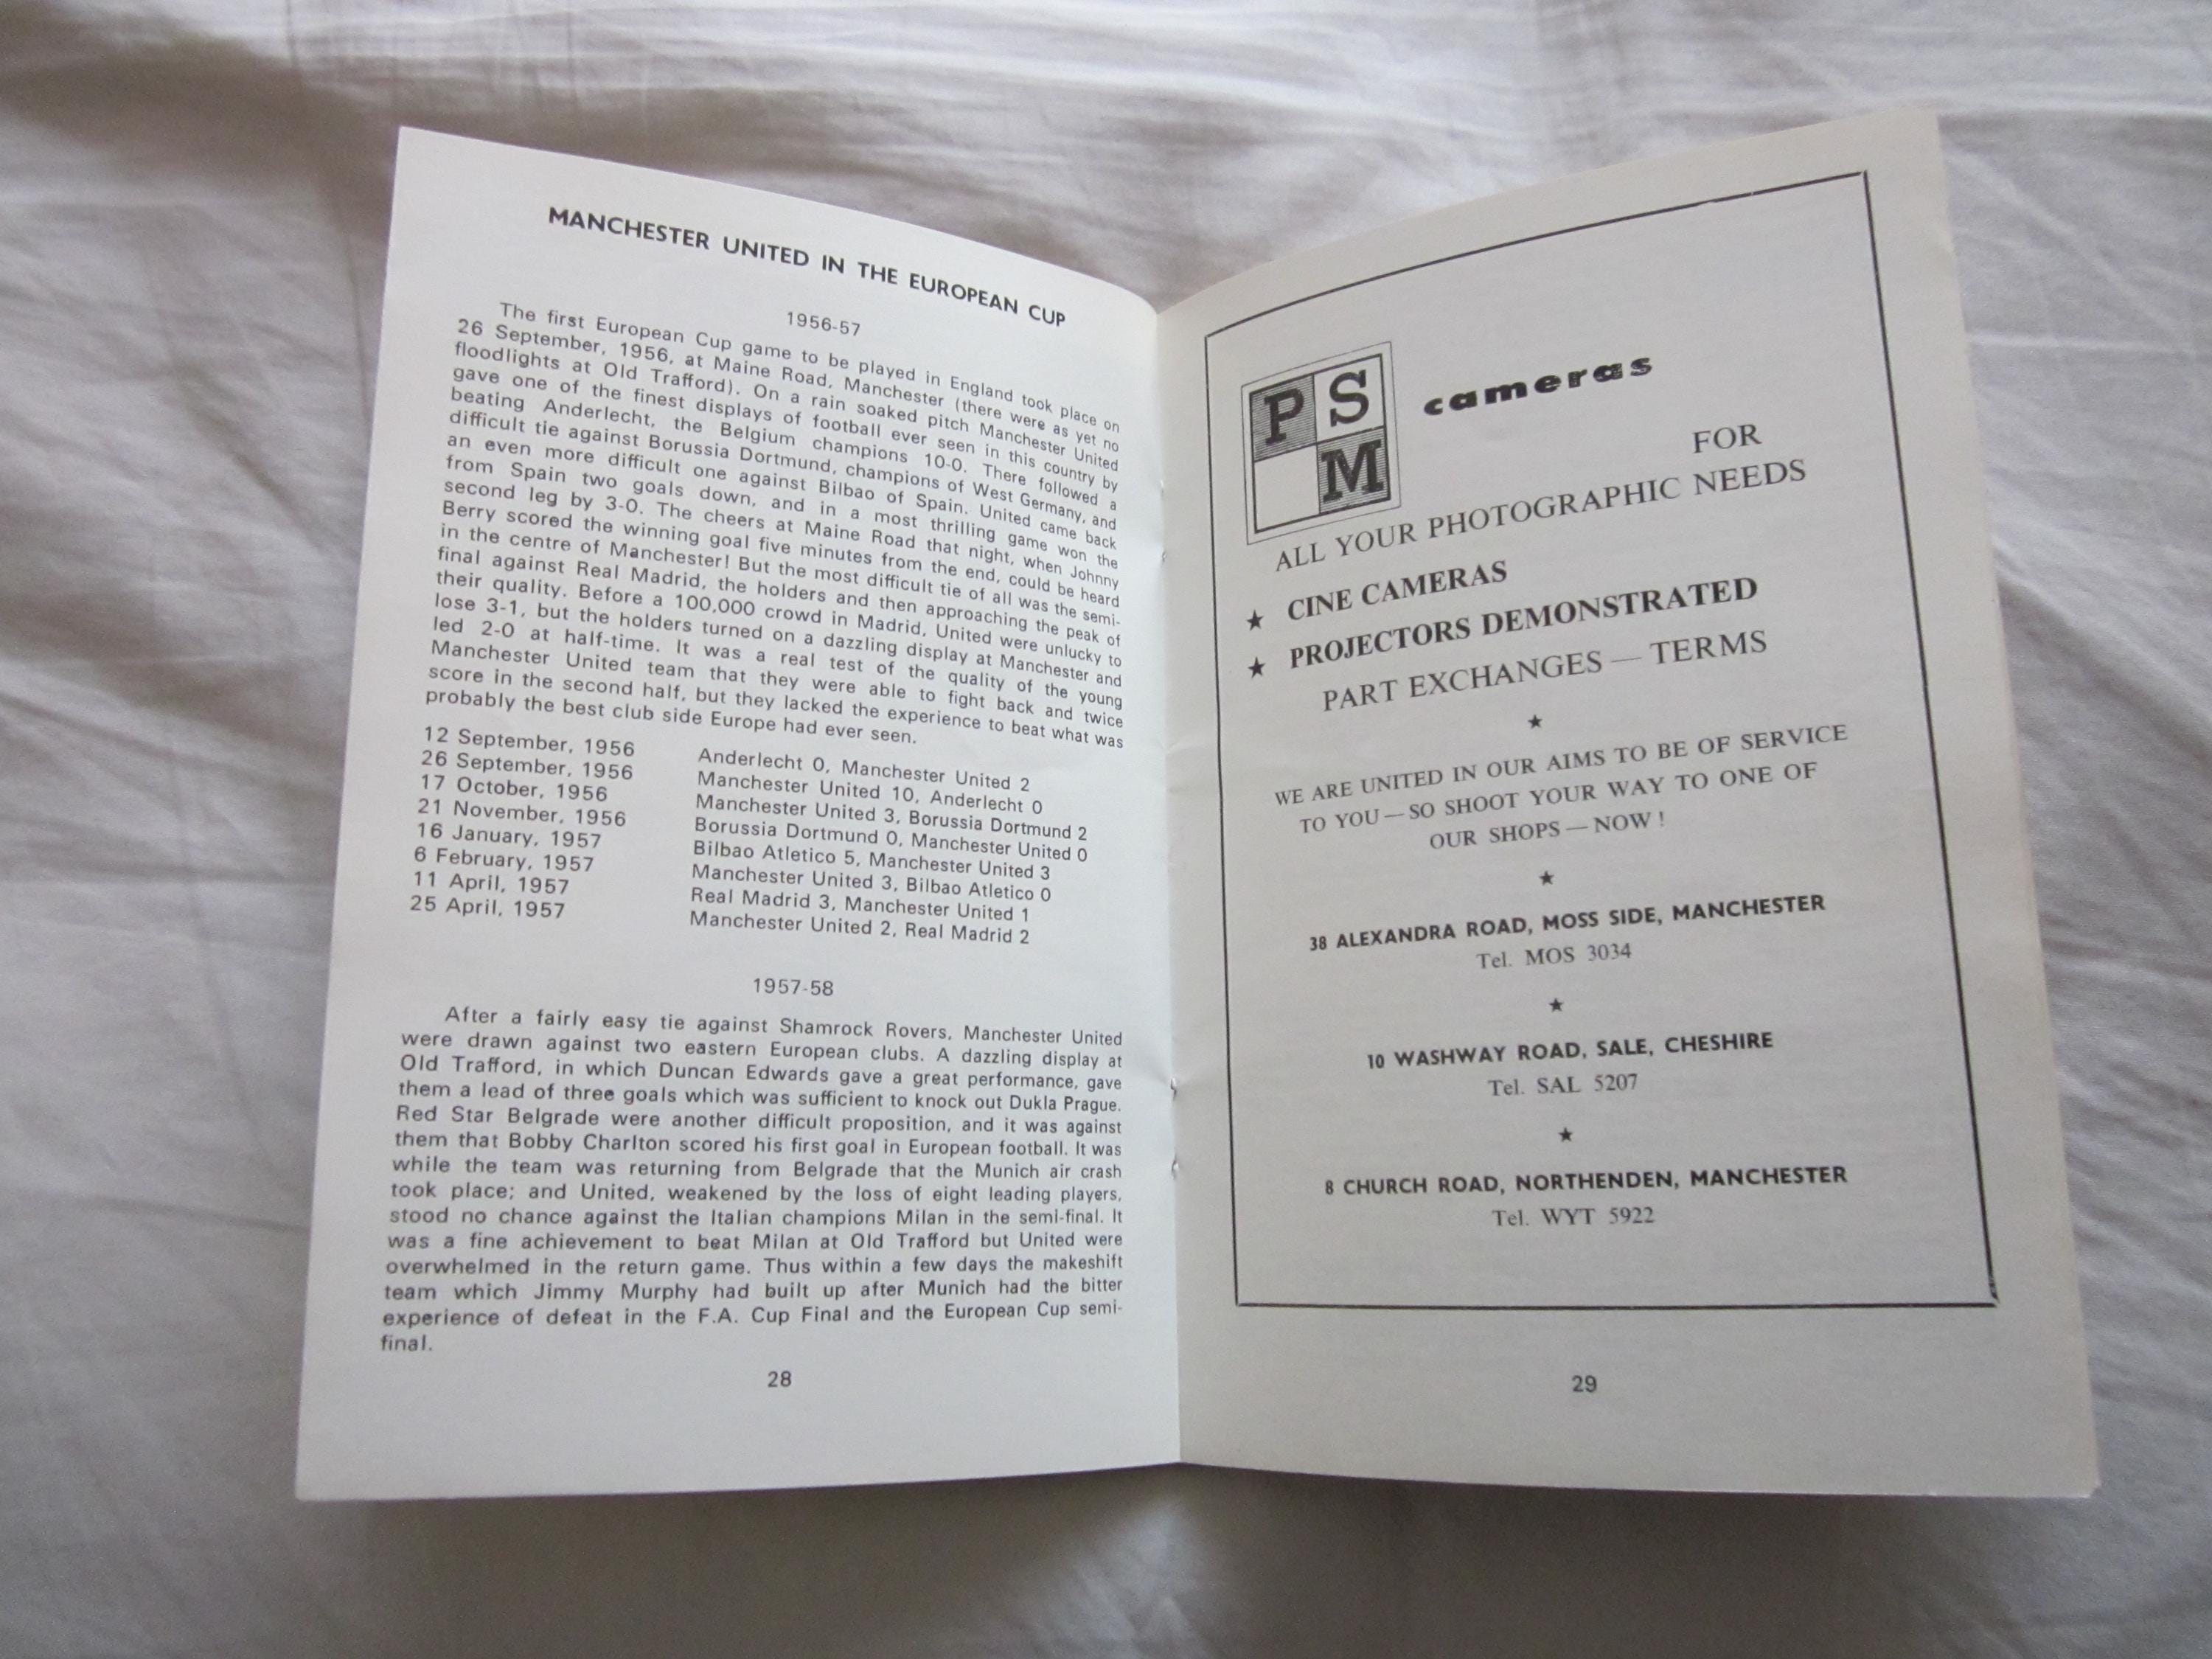 MANCHESTER UNITED IN THE EUROPEAN CUP
1956-57
The first European Cup game to be played in England took place on
26 September, 1956, at Maine Road, Manchester (there were as yet no
floodlights at Old Trafford). On a rain soaked pitch Manchester United
gave one of the finest displays of football ever seen in this country by
beating Anderlecht, the Belgium champions 10-0. There followed a
difficult tie against Borussia Dortmund, champions of West Germany, and
an even more difficult one against Bilbao of Spain. United came back
from Spain two goals down, and in a most thrilling game won the
second leg by 3-0. The cheers at Maine Road that night, when Johnny
Berry scored the winning goal five minutes from the end, could be heard
in the centre of Manchester! But the most difficult tie of all was the semi-
final against Real Madrid, the holders and then approaching the peak of
their quality. Before a 100,000 crowd in Madrid, United were unlucky to
lose 3-1, but the holders turned on a dazzling display at Manchester and
led 2-0 at half-time. It was a real test of the quality of the young
Manchester United team that they were able to fight back and twice
score in the second half, but they lacked the experience to beat what was
probably the best club side Europe had ever seen.
12 September, 1956 Anderlecht 0, Manchester United 2
26 September, 1956 Manchester United 10, Anderlecht 0
17 October, 1956 Manchester United 3, Borussia Dortmund 2
21 November, 1956 Borussia Dortmund 0, Manchester United 0
16 January, 1957 Bilbao Atletico 5, Manchester United 3
6 February, 1957 Manchester United 3, Bilbao Atletico 0
11 April, 1957 Real Madrid 3, Manchester United 1
25 April, 1957 Manchester United 2, Real Madrid 2
1957-58
After a fairly easy tie against Shamrock Rovers, Manchester United
were drawn against two eastern European clubs. A dazzling display at
Old Trafford, in which Duncan Edwards gave a great performance, gave
them a lead of three goals which was sufficient to knock out Dukla Prague.
Red Star Belgrade were another difficult proposition, and it was against
them that Bobby Charlton scored his first goal in European football. It was
while the team was returning from Belgrade that the Munich air crash
took place; and United, weakened by the loss of eight leading players,
stood no chance against the Italian champions Milan in the semi-final. It
was a fine achievement to beat Milan at Old Trafford but United were
overwhelmed in the return game. Thus within a few days the makeshift
team which Jimmy Murphy had built up after Munich had the bitter
experience of defeat in the F.A. Cup Final and the European Cup semi-
final.
28
P S M
cameras
FOR
ALL YOUR PHOTOGRAPHIC NEEDS
★ CINE CAMERAS
★ PROJECTORS DEMONSTRATED
PART EXCHANGES — TERMS
★
WE ARE UNITED IN OUR AIMS TO BE OF SERVICE
TO YOU — SO SHOOT YOUR WAY TO ONE OF
OUR SHOPS — NOW !
★
38 ALEXANDRA ROAD, MOSS SIDE, MANCHESTER
Tel. MOS 3034
★
10 WASHWAY ROAD, SALE, CHESHIRE
Tel. SAL 5207
★
8 CHURCH ROAD, NORTHENDEN, MANCHESTER
Tel. WYT 5922
29